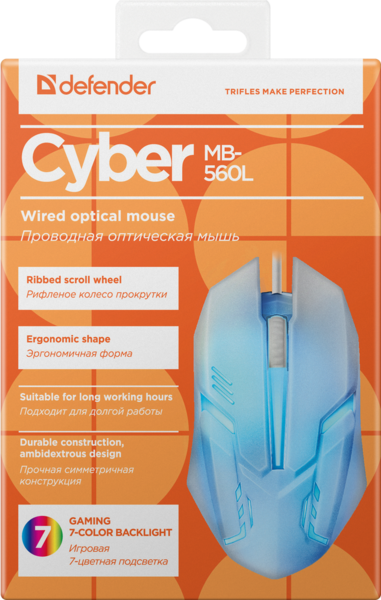 defender
TRIFLES MAKE PERFECTION
Cyber
MB-
560L
Wired optical mouse
Проводная оптическая мышь
Ribbed scroll wheel
Рифленое колесо прокрутки
Ergonomic shape
Эргономичная форма
Suitable for long working hours
Подходит для долгой работы
Durable construction,
ambidextrous design
Прочная симметричная
конструкция
7
GAMING
7-COLOR BACKLIGHT
Игровая
7-цветная подсветка